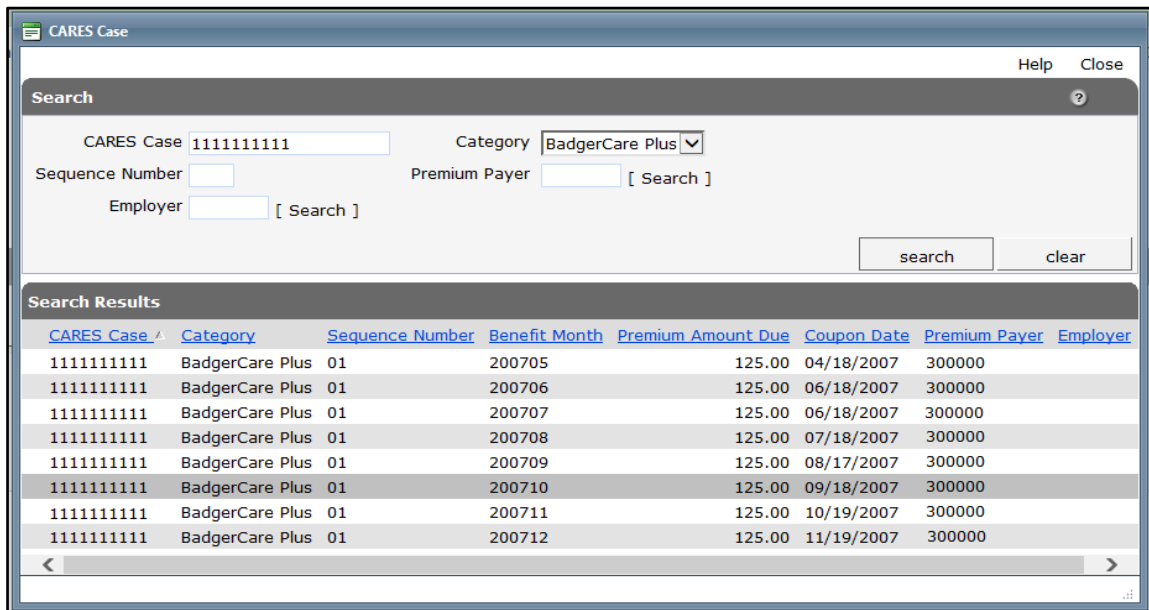 CARES Case
Help Close
Search ?
CARES Case 1111111111 Category BadgerCare Plus
Sequence Number Premium Payer [ Search ]
Employer [ Search ]
search clear
Search Results
CARES Case Category Sequence Number Benefit Month Premium Amount Due Coupon Date Premium Payer Employer
1111111111 BadgerCare Plus 01 200705 125.00 04/18/2007 300000
1111111111 BadgerCare Plus 01 200706 125.00 06/18/2007 300000
1111111111 BadgerCare Plus 01 200707 125.00 06/18/2007 300000
1111111111 BadgerCare Plus 01 200708 125.00 07/18/2007 300000
1111111111 BadgerCare Plus 01 200709 125.00 08/17/2007 300000
1111111111 BadgerCare Plus 01 200710 125.00 09/18/2007 300000
1111111111 BadgerCare Plus 01 200711 125.00 10/19/2007 300000
1111111111 BadgerCare Plus 01 200712 125.00 11/19/2007 300000